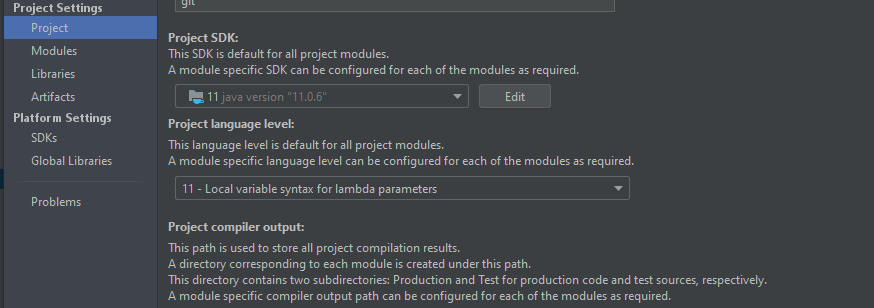 Project Settings
Project
Modules
Libraries
Artifacts
Platform Settings
SDKs
Global Libraries
Problems
git
Project SDK:
This SDK is default for all project modules.
A module specific SDK can be configured for each of the modules as required.
11 java version "11.0.6"
Edit
Project language level:
This language level is default for all project modules.
A module specific language level can be configured for each of the modules as required.
11 - Local variable syntax for lambda parameters
Project compiler output:
This path is used to store all project compilation results.
A directory corresponding to each module is created under this path.
This directory contains two subdirectories: Production and Test for production code and test sources, respectively.
A module specific compiler output path can be configured for each of the modules as required.